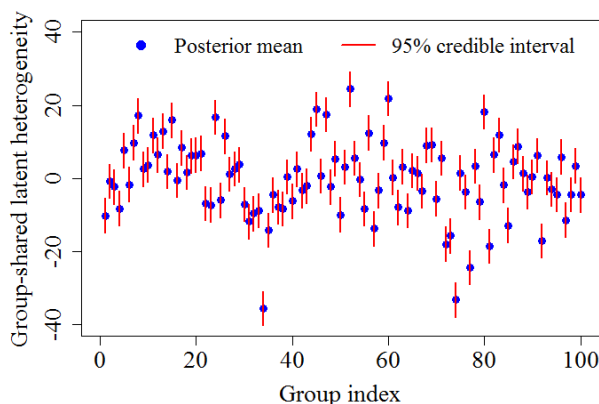 Group-shared latent heterogeneity
40
20
0
-20
-40
Posterior mean 95% credible interval
0 20 40 60 80 100
Group index